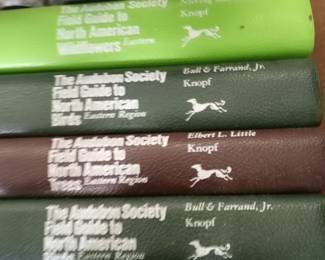 The Audubon Society
Field Guide to
North American
Wildflowers Eastern
Knopf
The Audubon Society
Field Guide to
North American
Birds Eastern Region
Bull & Farrand, Jr.
Knopf
The Audubon Society
Field Guide to
North American
Trees Eastern Region
Elbert L. Little
Knopf
The Audubon Society
Field Guide to
North American
Birds Eastern Region
Bull & Farrand, Jr.
Knopf